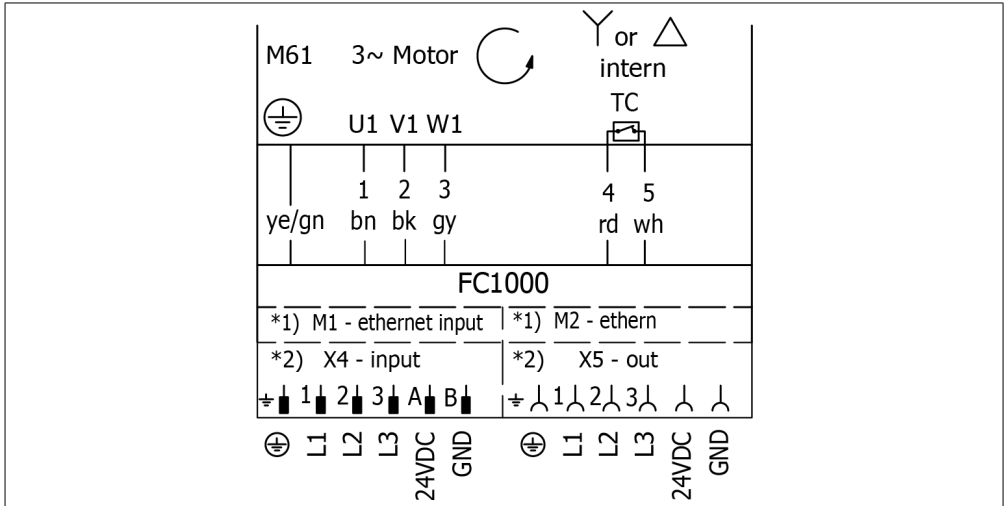 M61 3~ Motor Y or △
intern
TC
U1 V1 W1
1 2 3 4 5
ye/gn bn bk gy rd wh
FC1000
*1) M1 - ethernet input *1) M2 - ethern
*2) X4 - input *2) X5 - out
1 2 3 A B 1 2 3
L1 L2 L3 24VDC GND L1 L2 L3 24VDC GND